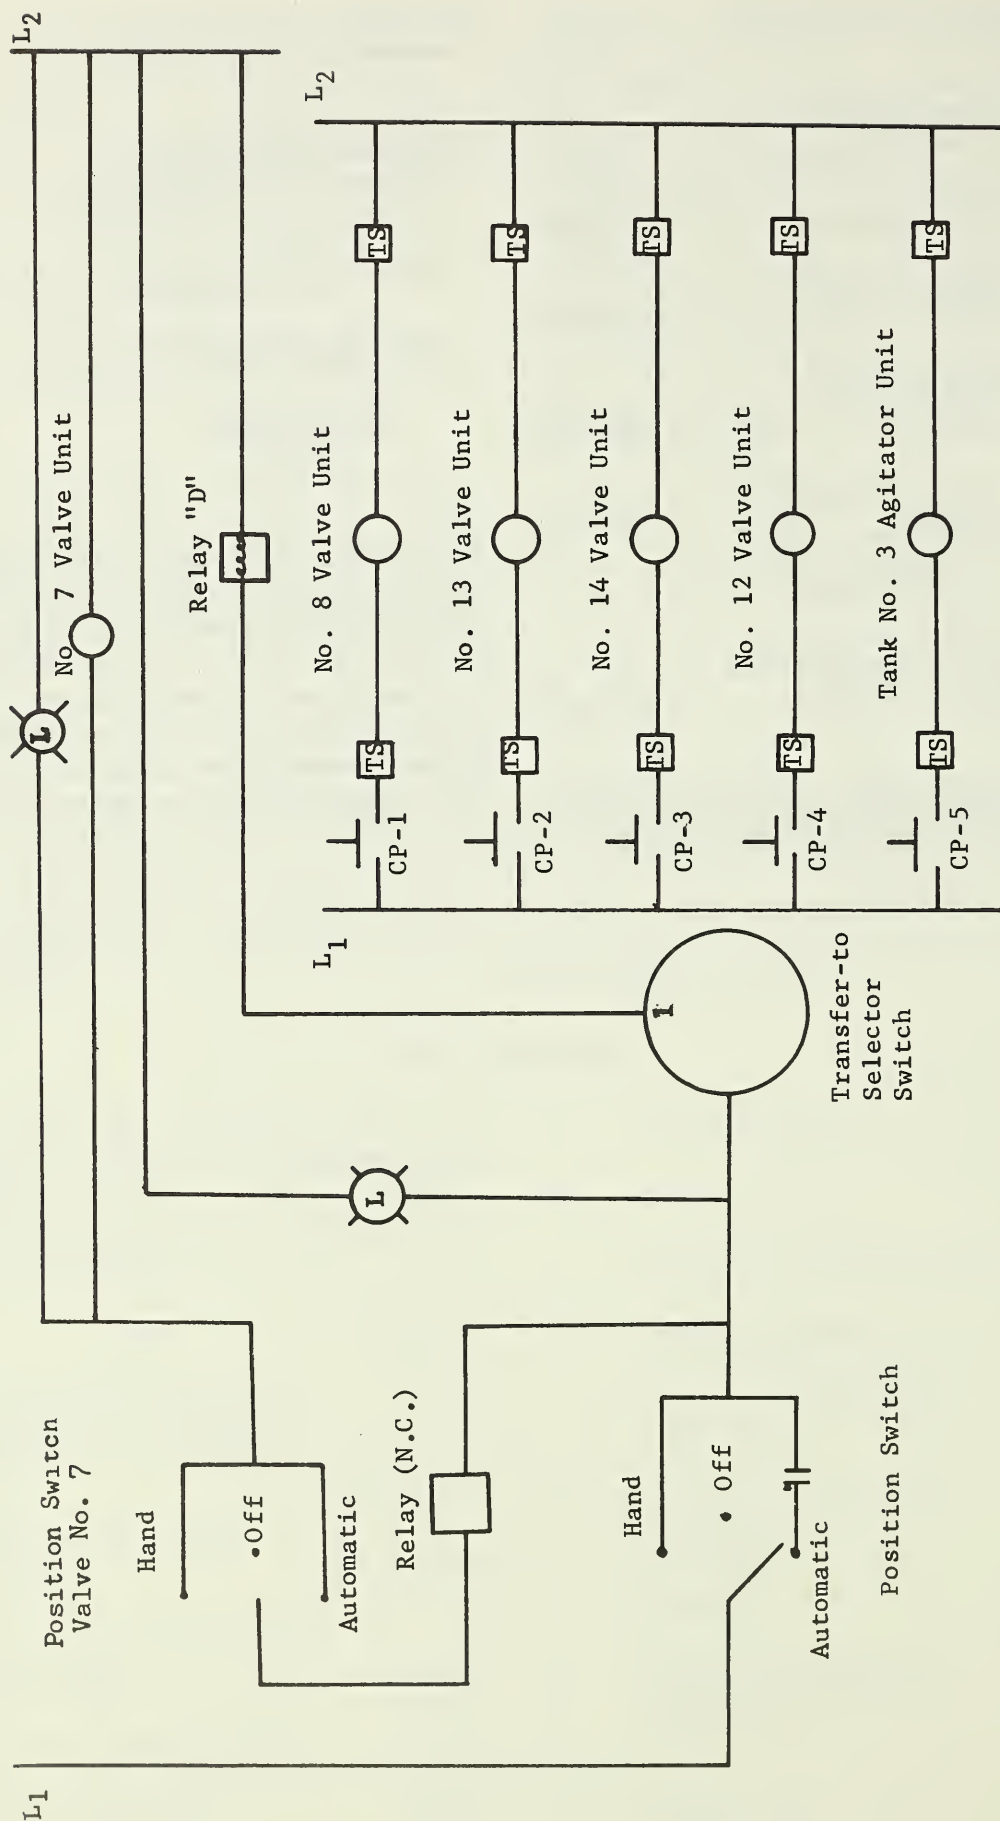 L1
L2
Position Switch
Valve No. 7
Hand
Off
Automatic
Relay (N.C.)
Hand
Off
Automatic
Position Switch
L
No. 7 Valve Unit
L
Relay "D"
1
Transfer-to
Selector
Switch
L1
L2
CP-1
TS
No. 8 Valve Unit
TS
CP-2
TS
No. 13 Valve Unit
TS
CP-3
TS
No. 14 Valve Unit
TS
CP-4
TS
No. 12 Valve Unit
TS
CP-5
TS
Tank No. 3 Agitator Unit
TS